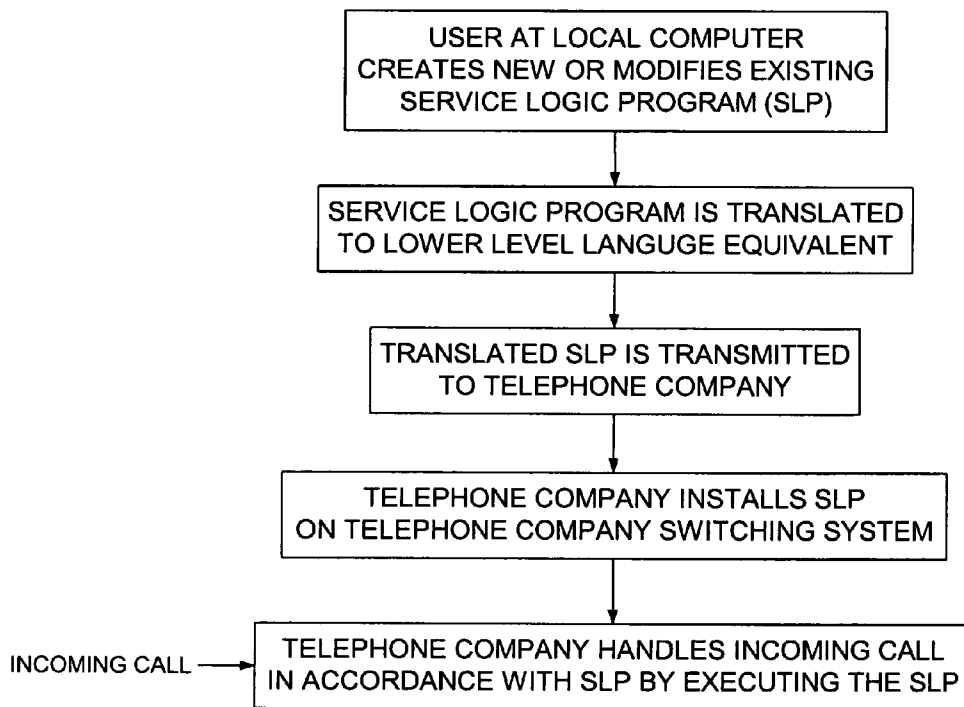 USER AT LOCAL COMPUTER
CREATES NEW OR MODIFIES EXISTING
SERVICE LOGIC PROGRAM (SLP)
SERVICE LOGIC PROGRAM IS TRANSLATED
TO LOWER LEVEL LANGUGE EQUIVALENT
TRANSLATED SLP IS TRANSMITTED
TO TELEPHONE COMPANY
TELEPHONE COMPANY INSTALLS SLP
ON TELEPHONE COMPANY SWITCHING SYSTEM
INCOMING CALL
TELEPHONE COMPANY HANDLES INCOMING CALL
IN ACCORDANCE WITH SLP BY EXECUTING THE SLP